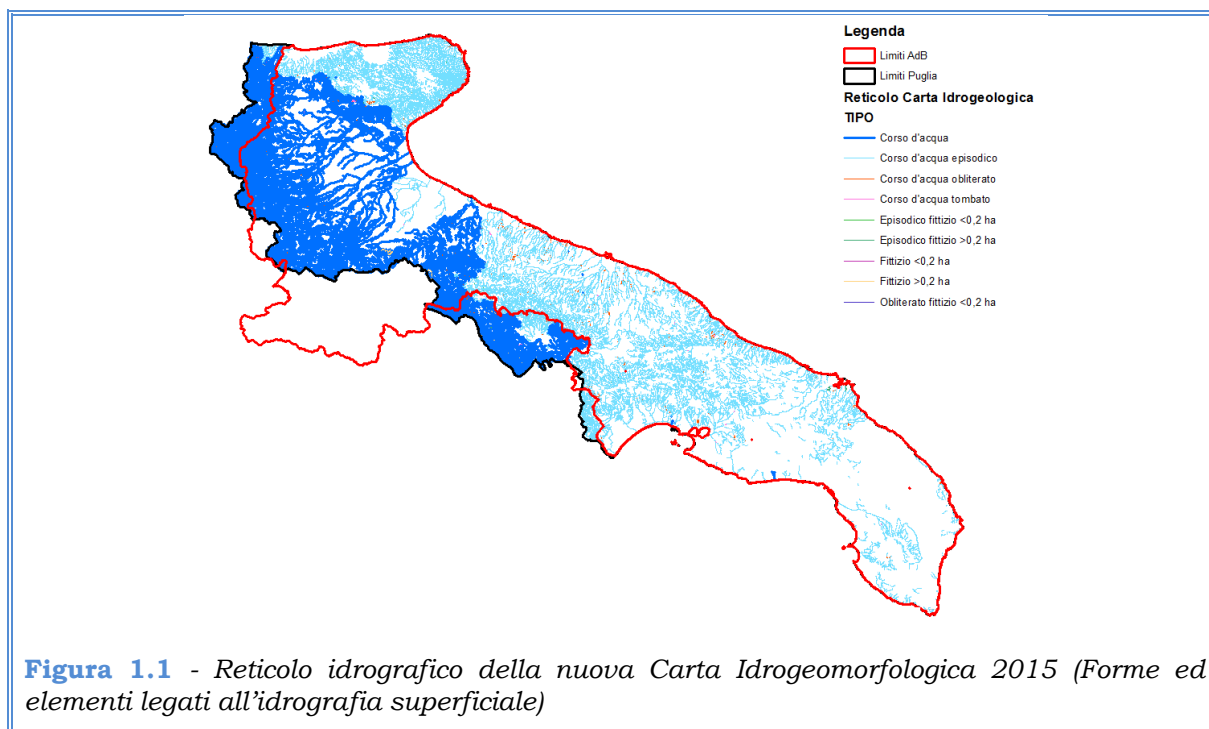 Legenda
Limiti AdB
Limiti Puglia
Reticolo Carta Idrogeologica
TIPO
Corso d'acqua
Corso d'acqua episodico
Corso d'acqua obliterato
Corso d'acqua tombato
Episodico fittizio <0,2 ha
Episodico fittizio >0,2 ha
Fittizio <0,2 ha
Fittizio >0,2 ha
Obliterato fittizio <0,2 ha
Figura 1.1 - Reticolo idrografico della nuova Carta Idrogeomorfologica 2015 (Forme ed
elementi legati all'idrografia superficiale)